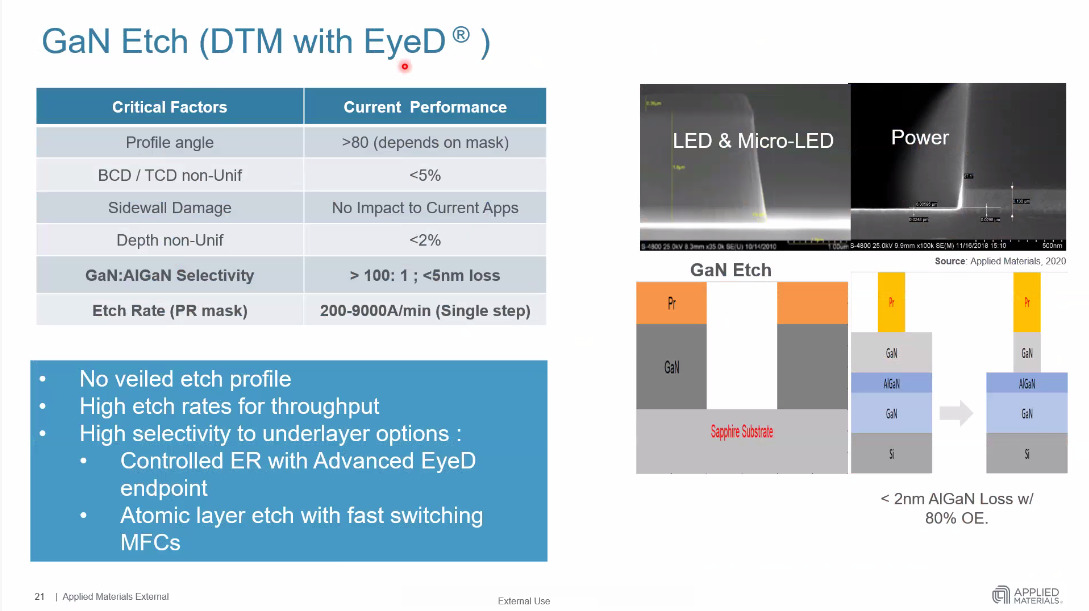 GaN Etch (DTM with EyeD ® )
Critical Factors Current Performance
Profile angle >80 (depends on mask)
BCD / TCD non-Unif <5%
Sidewall Damage No Impact to Current Apps
Depth non-Unif <2%
GaN:AlGaN Selectivity > 100: 1 ; <5nm loss
Etch Rate (PR mask) 200-9000A/min (Single step)
• No veiled etch profile
• High etch rates for throughput
• High selectivity to underlayer options :
• Controlled ER with Advanced EyeD
endpoint
• Atomic layer etch with fast switching
MFCs
LED & Micro-LED
S-4800 25.0kV 8.3mm x35.0k SE(U) 10/14/2010 1.00um
Power
S-4800 25.0kV 9.9mm x100k SE(M) 11/16/2018 15:10 500nm
Source: Applied Materials, 2020
GaN Etch
Pr
GaN
Sapphire Substrate
Pr
GaN
AlGaN
GaN
Si
Pr
GaN
AlGaN
GaN
Si
< 2nm AlGaN Loss w/
80% OE.
21 | Applied Materials External
External Use
APPLIED
MATERIALS